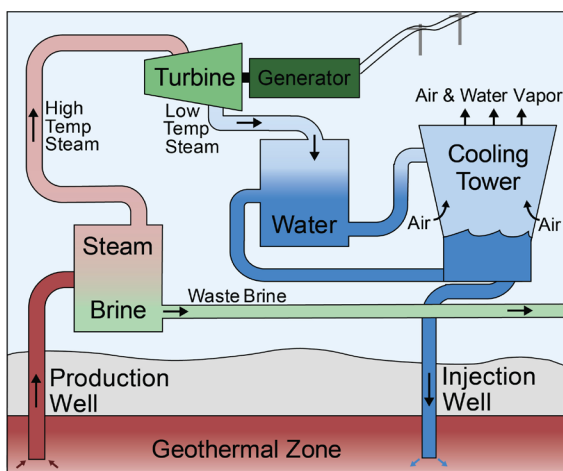 Turbine
Generator
High
Temp
Steam
Low
Temp
Steam
Air & Water Vapor
Cooling
Tower
Water
Air
Air
Steam
Brine
Waste Brine
Production
Well
Injection
Well
Geothermal Zone